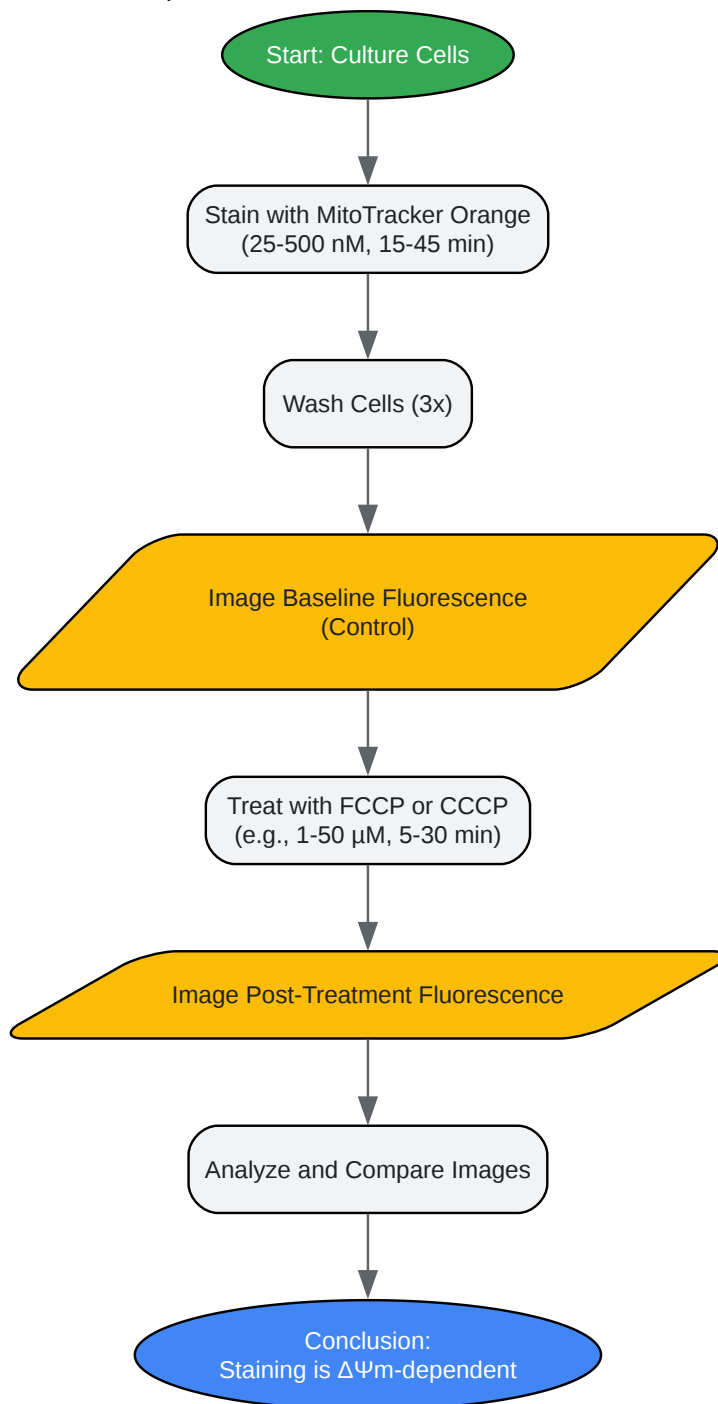 Start: Culture Cells
Stain with MitoTracker Orange
(25-500 nM, 15-45 min)
Wash Cells (3x)
Image Baseline Fluorescence
(Control)
Treat with FCCP or CCCP
(e.g., 1-50 µM, 5-30 min)
Image Post-Treatment Fluorescence
Analyze and Compare Images
Conclusion:
Staining is ΔΨm-dependent